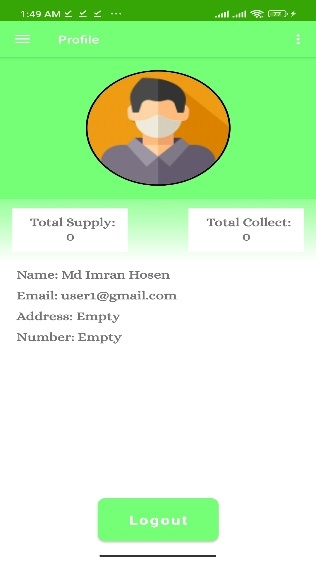 1:49 AM
Profile
Total Supply:
0
Total Collect:
0
Name: Md Imran Hosen
Email: user1@gmail.com
Address: Empty
Number: Empty
Logout